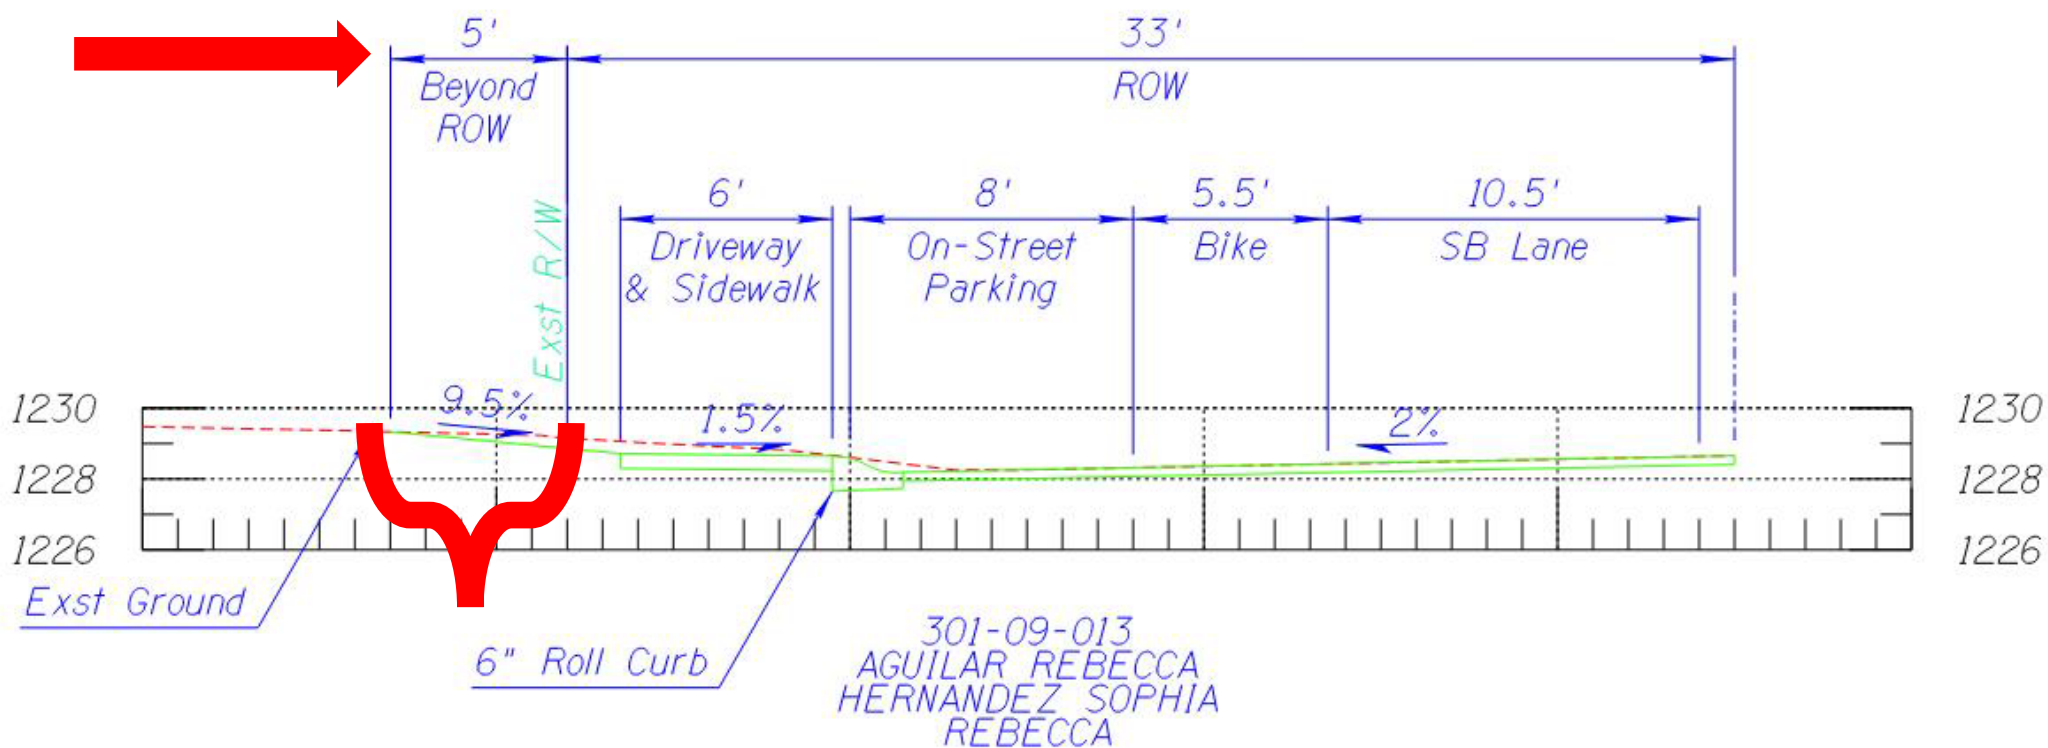 5'
33'
Beyond
ROW
ROW
6'
8'
5.5'
10.5'
Driveway
& Sidewalk
On-Street
Parking
Bike
SB Lane
Exst R/W
9.5%
1.5%
2%
1230
1230
1228
1228
1226
1226
Exst Ground
6" Roll Curb
301-09-013
AGUILAR REBECCA
HERNANDEZ SOPHIA
REBECCA